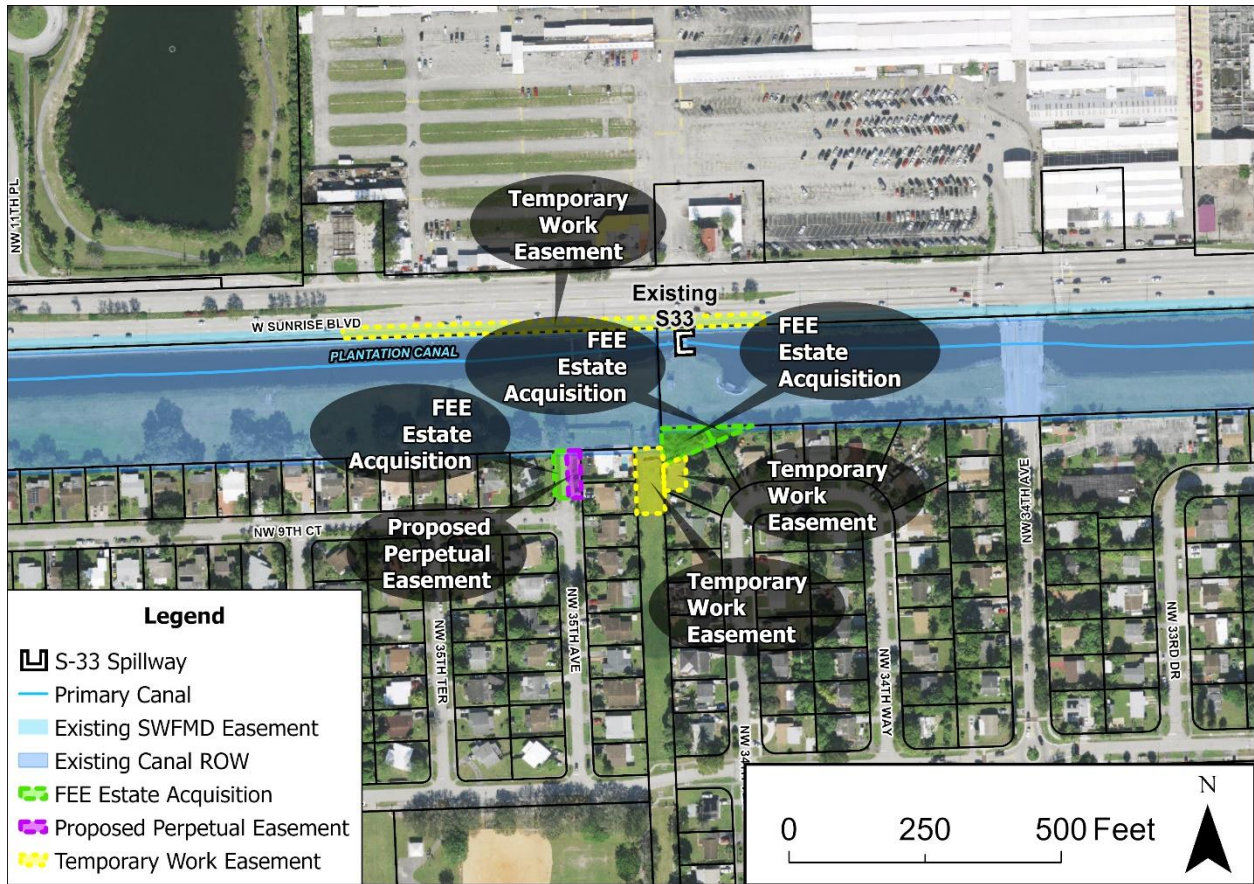 NW 11TH PL
SWAP
Temporary
Work
Easement
Existing
S33
W SUNRISE BLVD
PLANTATION CANAL
FEE
Estate
Acquisition
FEE
Estate
Acquisition
FEE
Estate
Acquisition
Temporary
Work
Easement
Proposed
Perpetual
Easement
Temporary
Work
Easement
NW 9TH CT
NW 35TH TER
NW 35TH AVE
NW 34TH WAY
NW 34TH AVE
NW 33RD DR
Legend
S-33 Spillway
Primary Canal
Existing SWFMD Easement
Existing Canal ROW
FEE Estate Acquisition
Proposed Perpetual Easement
Temporary Work Easement
N
0 250 500 Feet